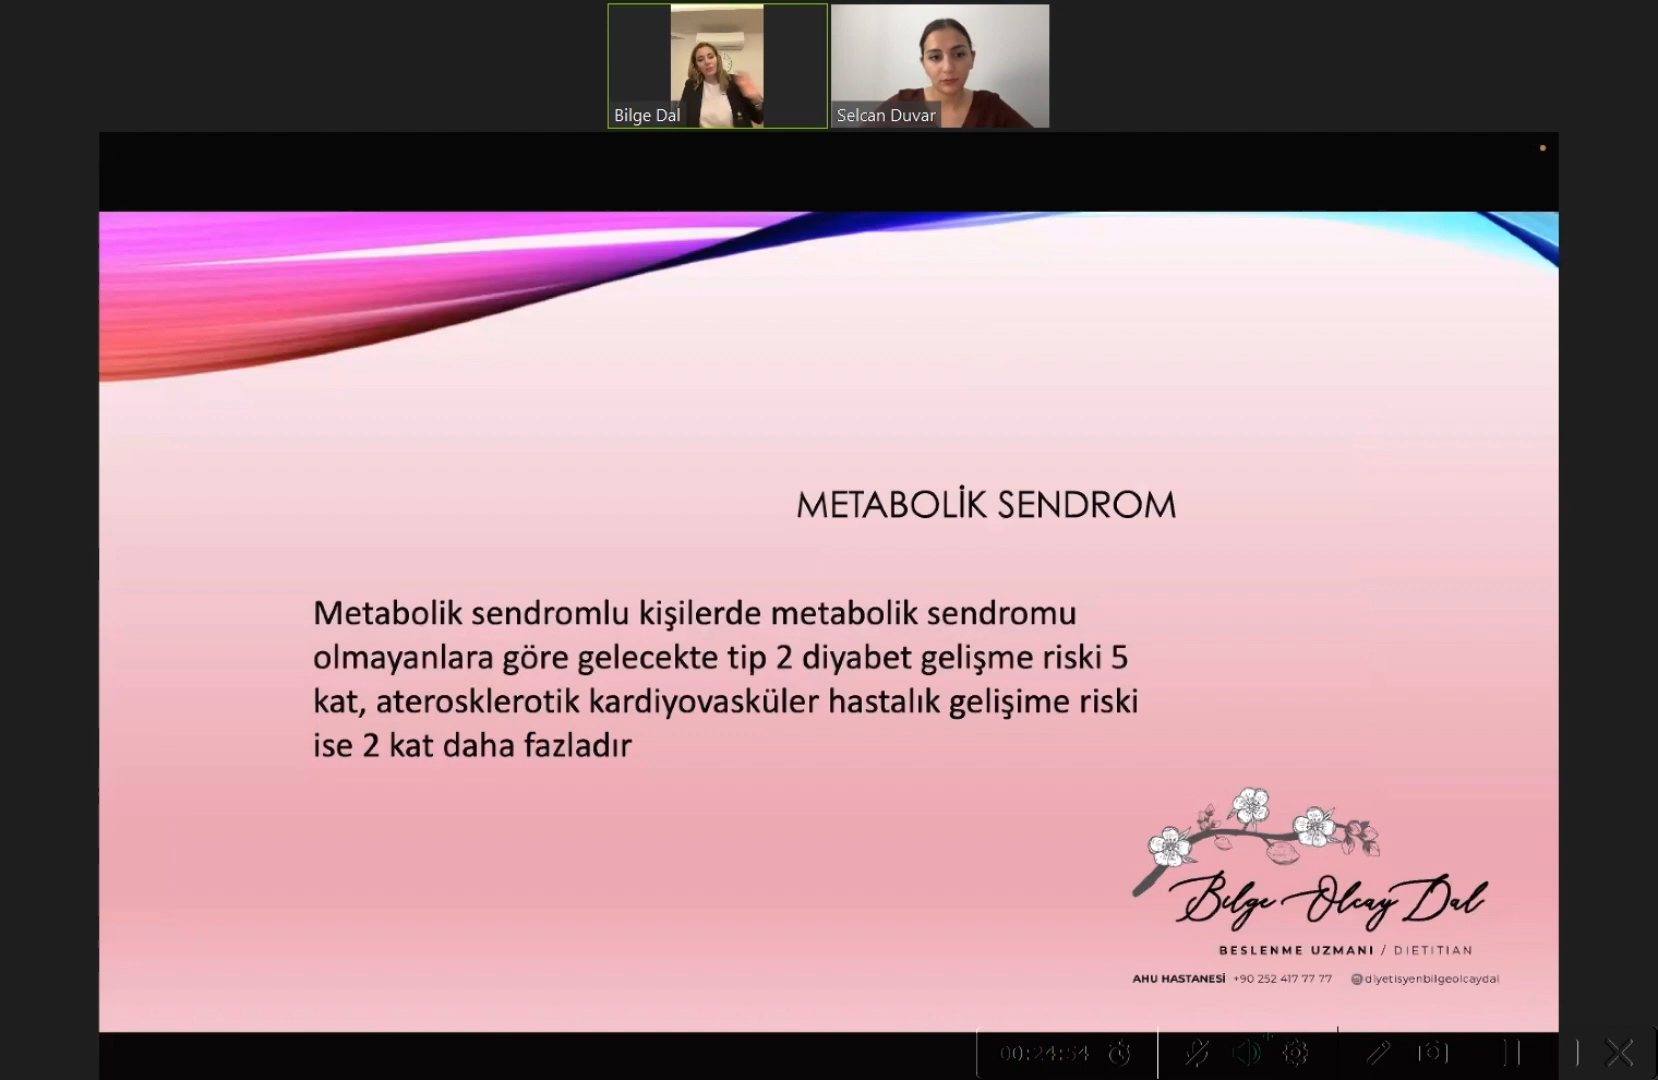 Bilge Dal
Selcan Duvar
METABOLİK SENDROM
Metabolik sendromlu kişilerde metabolik sendromu
olmayanlara göre gelecekte tip 2 diyabet gelişme riski 5
kat, aterosklerotik kardiyovasküler hastalık gelişime riski
ise 2 kat daha fazladır
Bilge Olcay Dal
BESLENME UZMANI / DIETITIAN
AHU HASTANESİ +90 252 417 77 77 diyetisyenbilgeolcaydal
00:24:54